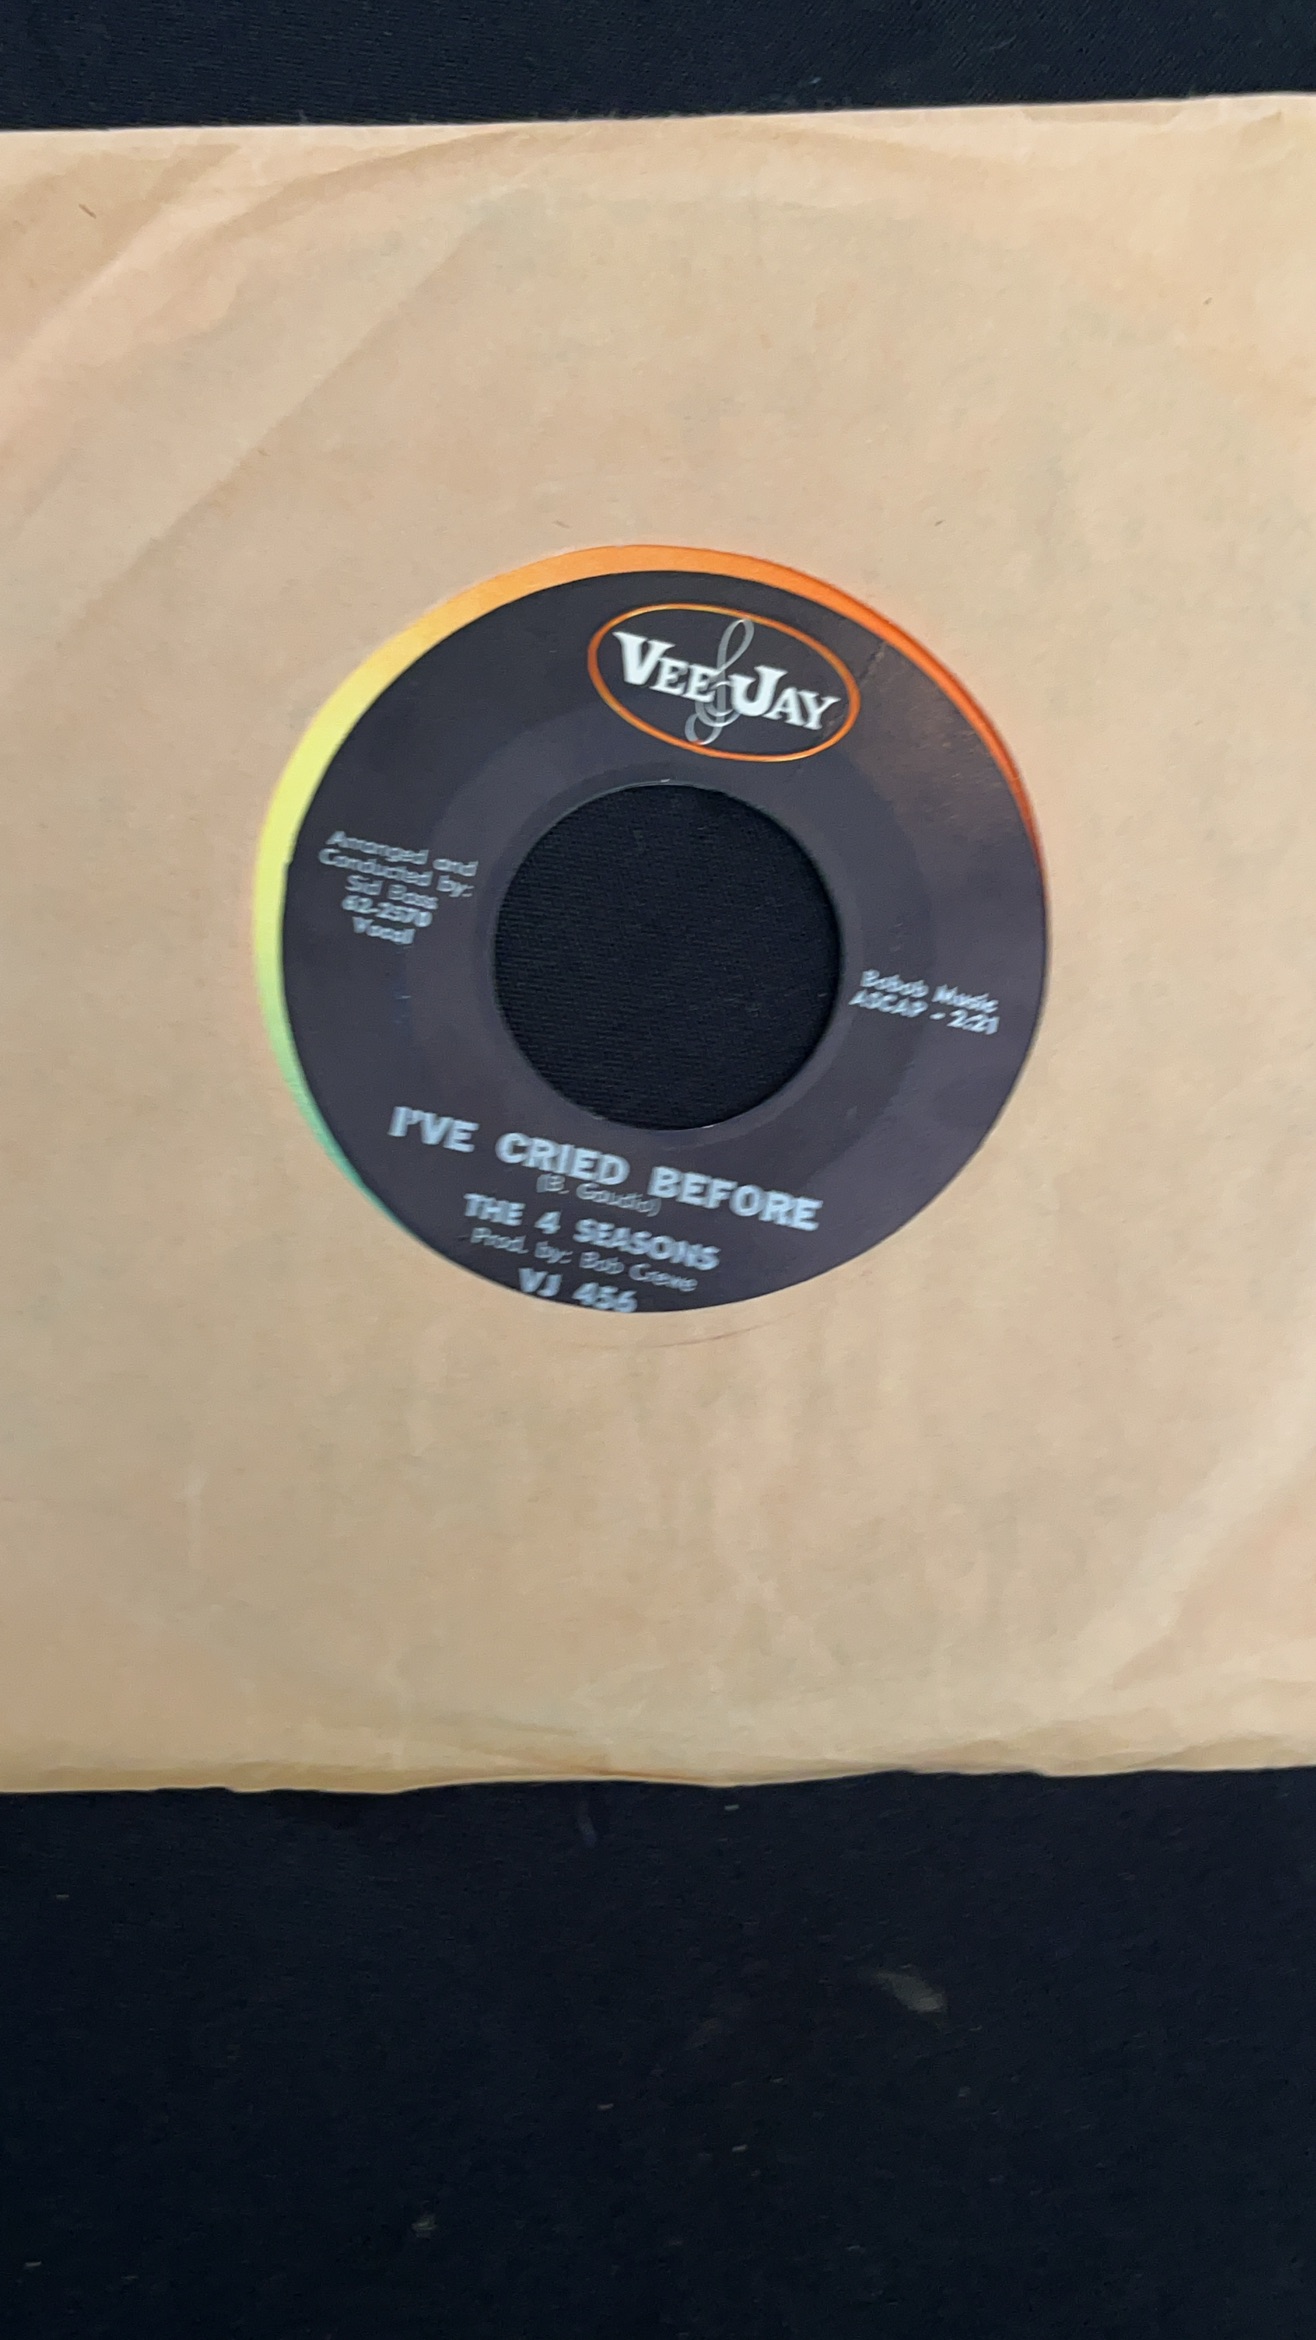 VEE JAY
Arranged and
Conducted by:
Sid Bass
62-2570
Vocal
Bobob Music
ASCAP - 2:21
I'VE CRIED BEFORE
(B. Gaudio)
THE 4 SEASONS
Prod. by: Bob Crewe
VJ 456